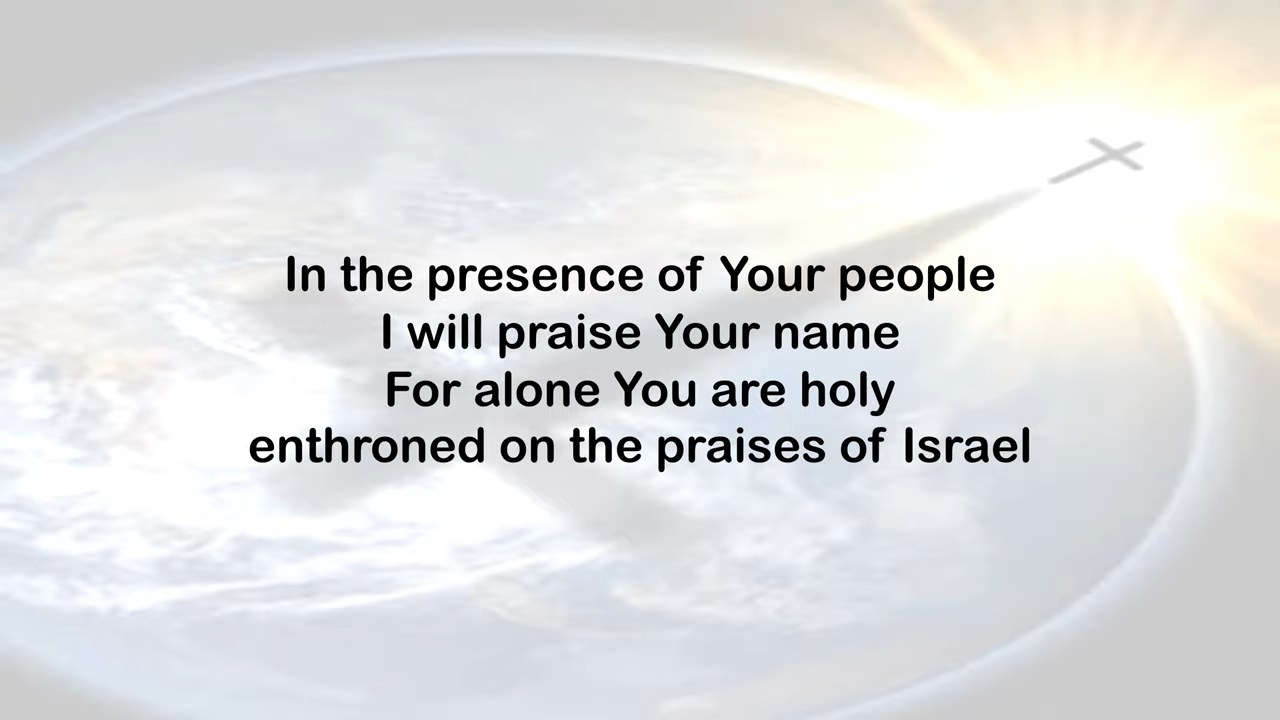 In the presence of Your people
I will praise Your name
For alone You are holy
enthroned on the praises of Israel